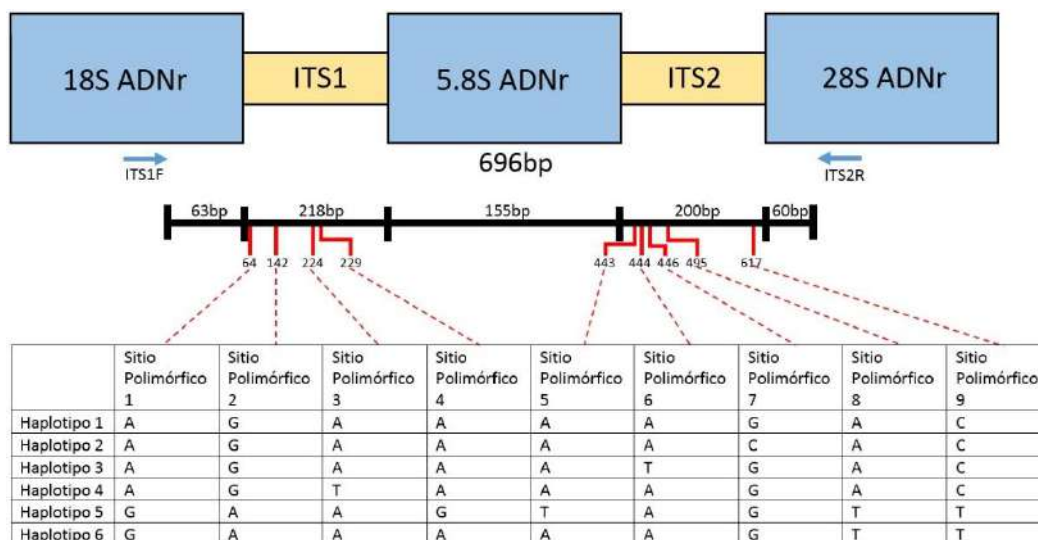 18S ADNr ITS1 5.8S ADNr ITS2 28S ADNr
ITS1F 696bp ITS2R
63bp 218bp 155bp 200bp 60bp
64 142 224 229 443 444 446 495 617
Sitio Polimórfico 1 Sitio Polimórfico 2 Sitio Polimórfico 3 Sitio Polimórfico 4 Sitio Polimórfico 5 Sitio Polimórfico 6 Sitio Polimórfico 7 Sitio Polimórfico 8 Sitio Polimórfico 9
Haplotipo 1 A G A A A A G A C
Haplotipo 2 A G A A A A C A C
Haplotipo 3 A G A A A T G A C
Haplotipo 4 A G T A A A G A C
Haplotipo 5 G A A G T A G T T
Haplotipo 6 G A A A A A G T T